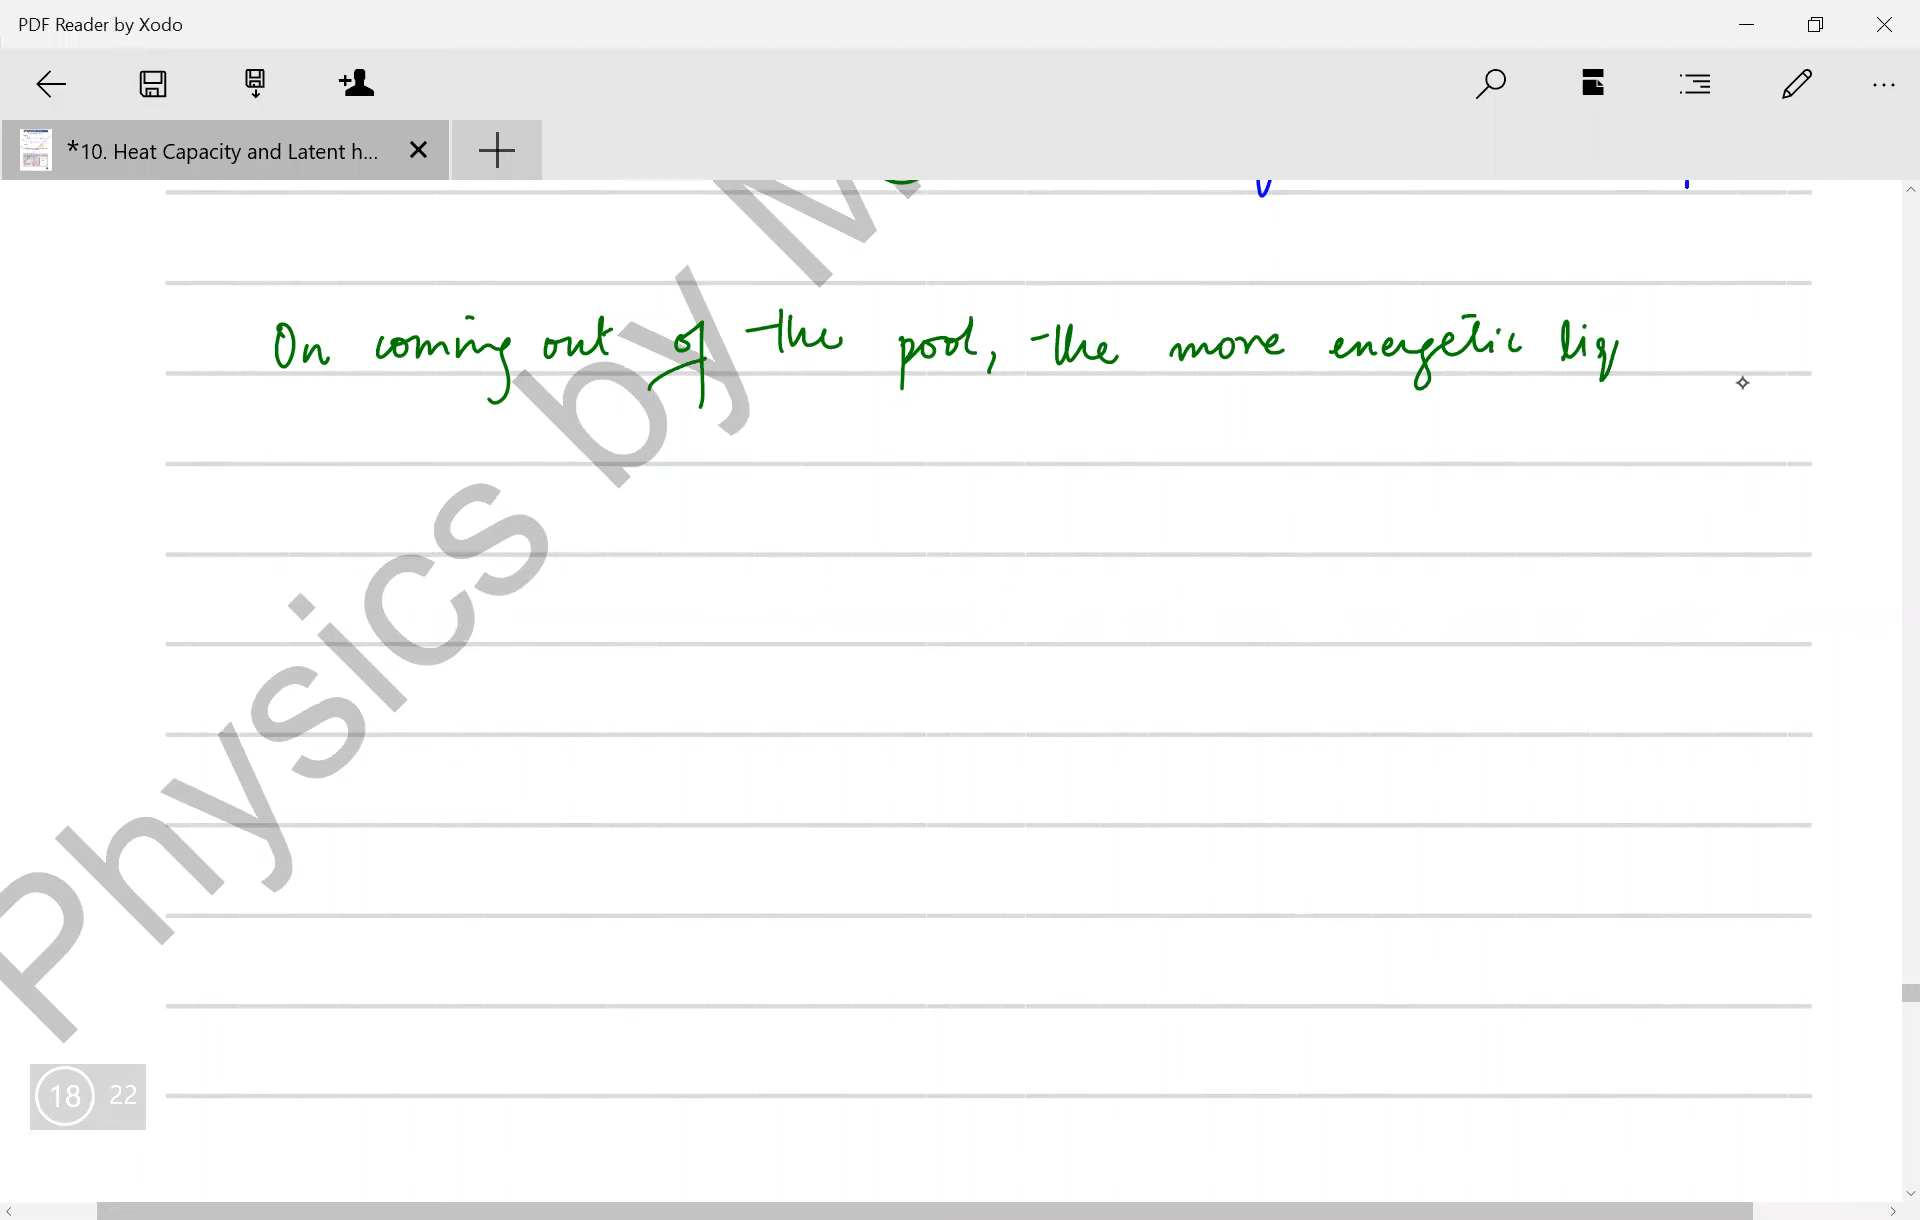 PDF Reader by Xodo
*10. Heat Capacity and Latent h...
On coming out of the pool, the more energetic liq
Physics by M
18 22